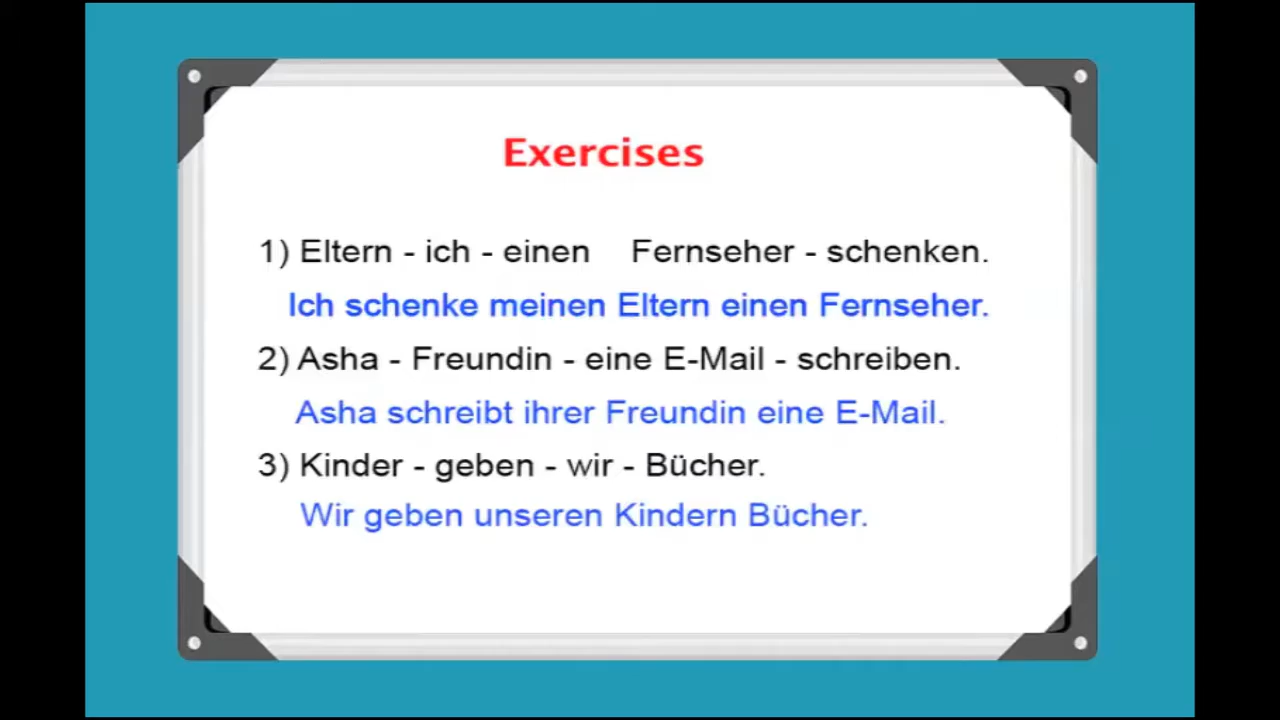 Exercises
1) Eltern - ich - einen Fernseher - schenken.
Ich schenke meinen Eltern einen Fernseher.
2) Asha - Freundin - eine E-Mail - schreiben.
Asha schreibt ihrer Freundin eine E-Mail.
3) Kinder - geben - wir - Bücher.
Wir geben unseren Kindern Bücher.